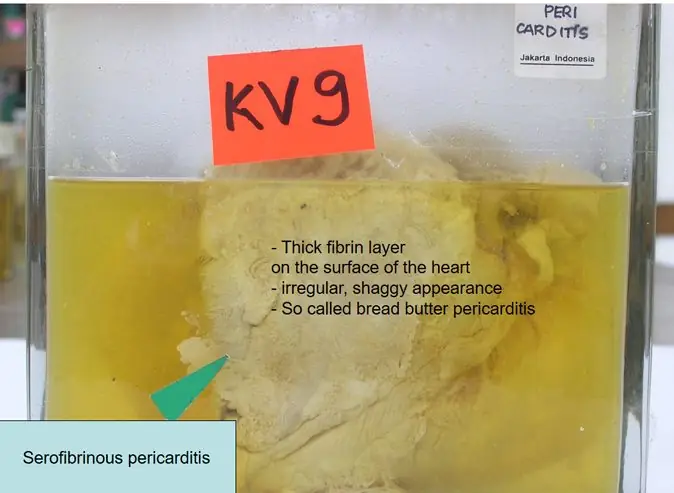 PERI
CARDITIS
Jakarta Indonesia
KV9
- Thick fibrin layer
on the surface of the heart
- irregular, shaggy appearance
- So called bread butter pericarditis
Serofibrinous pericarditis